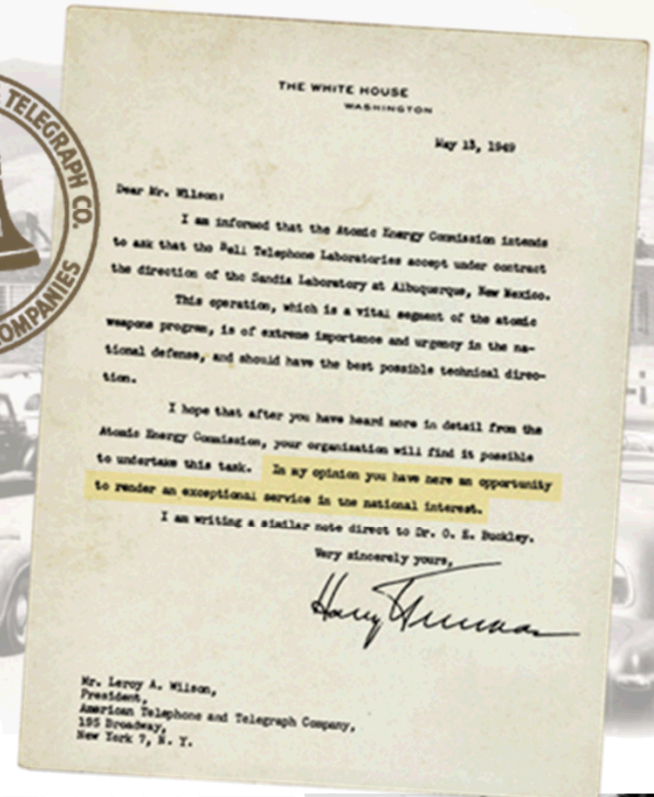 TELEGRAPH CO.
COMPANIES
THE WHITE HOUSE
WASHINGTON
May 13, 1949
Dear Mr. Wilson:
I am informed that the Atomic Energy Commission intends
to ask that the Bell Telephone Laboratories accept under contract
the direction of the Sandia Laboratory at Albuquerque, New Mexico.
This operation, which is a vital segment of the atomic
weapons program, is of extreme importance and urgency in the na-
tional defense, and should have the best possible technical direc-
tion.
I hope that after you have heard more in detail from the
Atomic Energy Commission, your organization will find it possible
to undertake this task. In my opinion you have here an opportunity
to render an exceptional service in the national interest.
I am writing a similar note direct to Dr. O. E. Buckley.
Very sincerely yours,
Harry Truman
Mr. Leroy A. Wilson,
President,
American Telephone and Telegraph Company,
195 Broadway,
New York 7, N. Y.